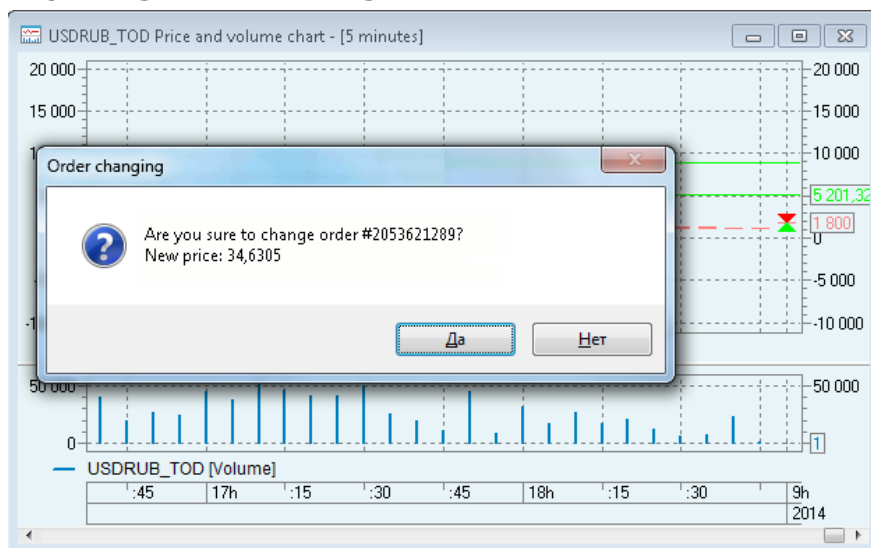 USDRUB_TOD Price and volume chart - [5 minutes]
20 000
20 000
15 000
15 000
10 000
Order changing
5 201,32
Are you sure to change order #2053621289?
New price: 34,6305
1 800
0
-5 000
-10 000
Да
Нет
50 000
50 000
0
1
USDRUB_TOD [Volume]
:45 17h :15 :30 :45 18h :15 :30 9h
2014